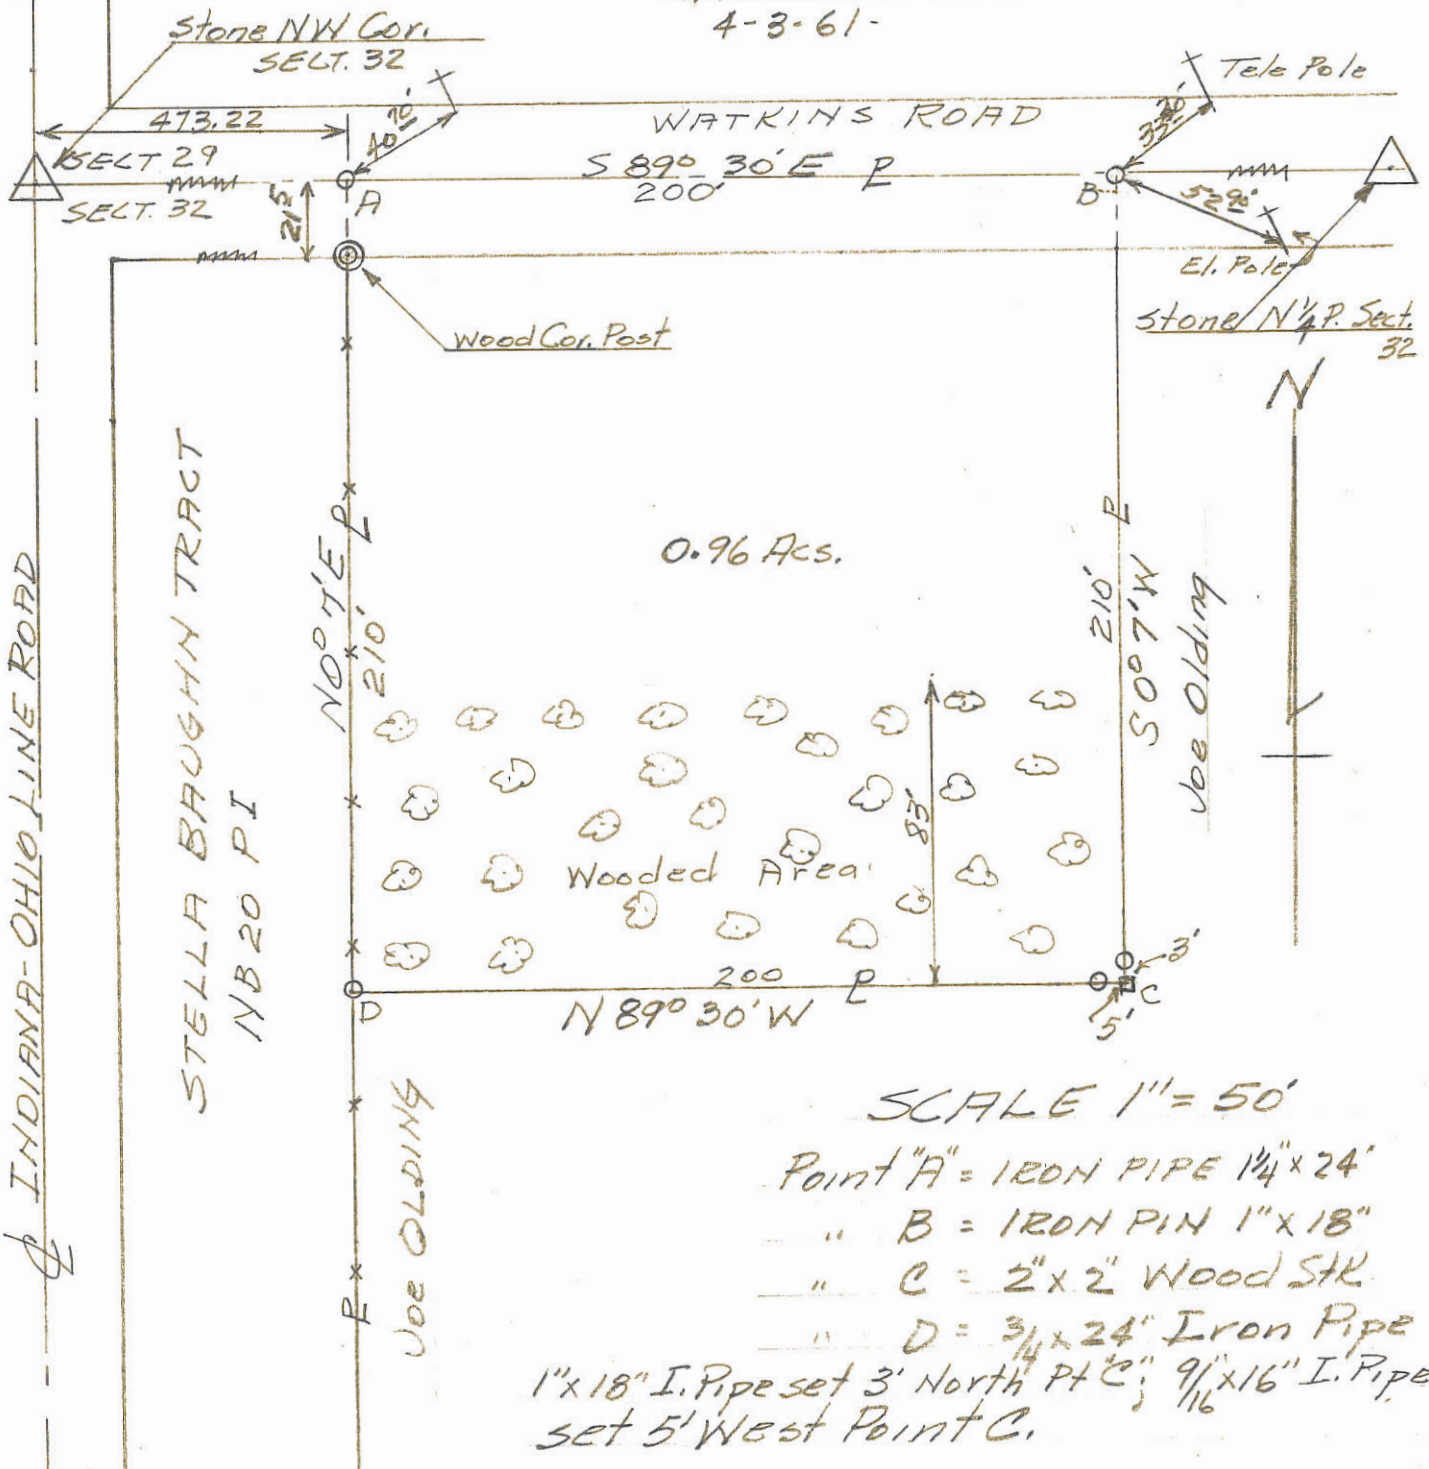 4-3-61-
Stone NW Cor.
SECT. 32
Tele Pole
473.22
40 70'
WATKINS ROAD
SECT 29
S 89° 30' E
200'
A
B
SECT. 32
21 5
52 90'
El. Pole
Wood Cor. Post
Stone N 1/4 P. Sect.
32
N
INDIANA-OHIO LINE ROAD
STELLA BAUGHN TRACT
NB 20 PI
N 0° 7' E
210'
0.96 Acs.
210'
S 0° 7' W
Joe Olding
83'
Wooded Area
200
3'
D
N 89° 30' W
C
5'
Joe OLDING
SCALE 1" = 50'
Point "A" = IRON PIPE 1¼" x 24"
" B = IRON PIN 1" x 18"
" C = 2" x 2" Wood Stk
" D = 3/4 x 24" Iron Pipe
1" x 18" I. Pipe set 3' North Pt "C"; 9/16" x 16" I. Pipe
set 5' West Point C.